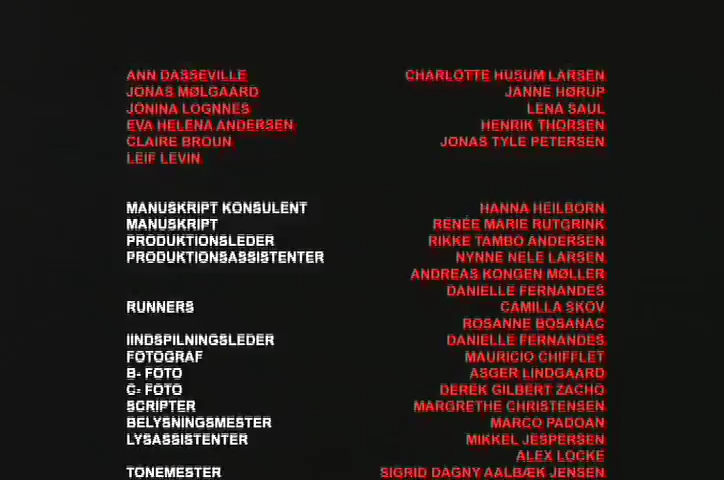 ANN DASSEVILLE CHARLOTTE HUSUM LARSEN
JONAS MØLGAARD JANNE HØRUP
JONINA LOGNNES LENA SAUL
EVA HELENA ANDERSEN HENRIK THORSEN
CLAIRE BROUN JONAS TYLE PETERSEN
LEIF LEVIN
MANUSKRIPT KONSULENT HANNA HEILBORN
MANUSKRIPT RENÉE MARIE RUTGRINK
PRODUKTIONSLEDER RIKKE TAMBO ANDERSEN
PRODUKTIONSASSISTENTER NYNNE NELE LARSEN
ANDREAS KONGEN MØLLER
DANIELLE FERNANDES
RUNNERS CAMILLA SKOV
ROSANNE BOSANAC
IINDSPILNINGSLEDER DANIELLE FERNANDES
FOTOGRAF MAURICIO CHIFFLET
B- FOTO ASGER LINDGAARD
C- FOTO DEREK GILBERT ZACHO
SCRIPTER MARGRETHE CHRISTENSEN
BELYSNINGSMESTER MARCO PADOAN
LYSASSISTENTER MIKKEL JESPERSEN
ALEX LOCKE
TONEMESTER SIGRID DAGNY AALBÆK JENSEN